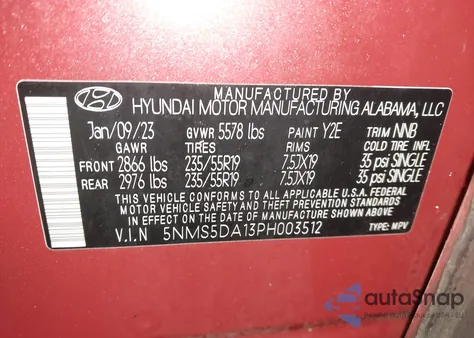 MANUFACTURED BY
HYUNDAI MOTOR MANUFACTURING ALABAMA, LLC
Jan/09/23 GVWR 5578 lbs PAINT Y2E TRIM NNB
GAWR TIRES RIMS COLD TIRE INFL
FRONT 2866 lbs 235/55R19 7.5JX19 35 psi SINGLE
REAR 2976 lbs 235/55R19 7.5JX19 35 psi SINGLE
THIS VEHICLE CONFORMS TO ALL APPLICABLE U.S.A. FEDERAL
MOTOR VEHICLE SAFETY AND THEFT PREVENTION STANDARDS
IN EFFECT ON THE DATE OF MANUFACTURE SHOWN ABOVE.
V.I.N 5NMS5DA13PH003512 TYPE: MPV
autoSnap